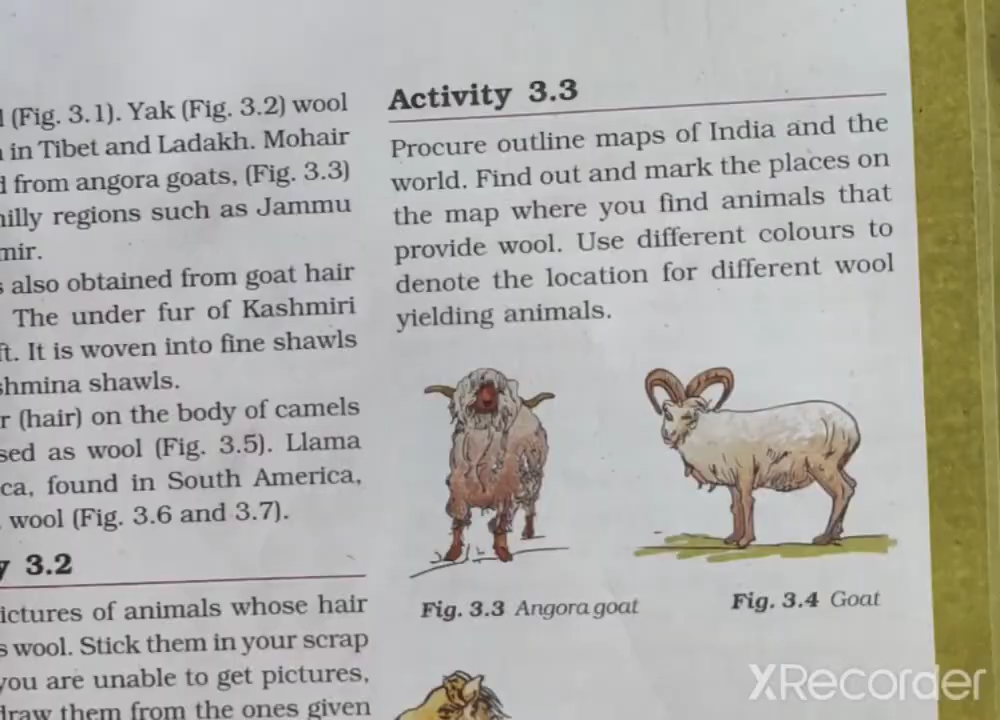 (Fig. 3.1). Yak (Fig. 3.2) wool
in Tibet and Ladakh. Mohair
from angora goats, (Fig. 3.3)
hilly regions such as Jammu
mir.
also obtained from goat hair
The under fur of Kashmiri
ft. It is woven into fine shawls
shmina shawls.
r (hair) on the body of camels
sed as wool (Fig. 3.5). Llama
ca, found in South America,
wool (Fig. 3.6 and 3.7).
y 3.2
ictures of animals whose hair
s wool. Stick them in your scrap
you are unable to get pictures,
draw them from the ones given
Activity 3.3
Procure outline maps of India and the
world. Find out and mark the places on
the map where you find animals that
provide wool. Use different colours to
denote the location for different wool
yielding animals.
Fig. 3.3 Angora goat
Fig. 3.4 Goat
XRecorder